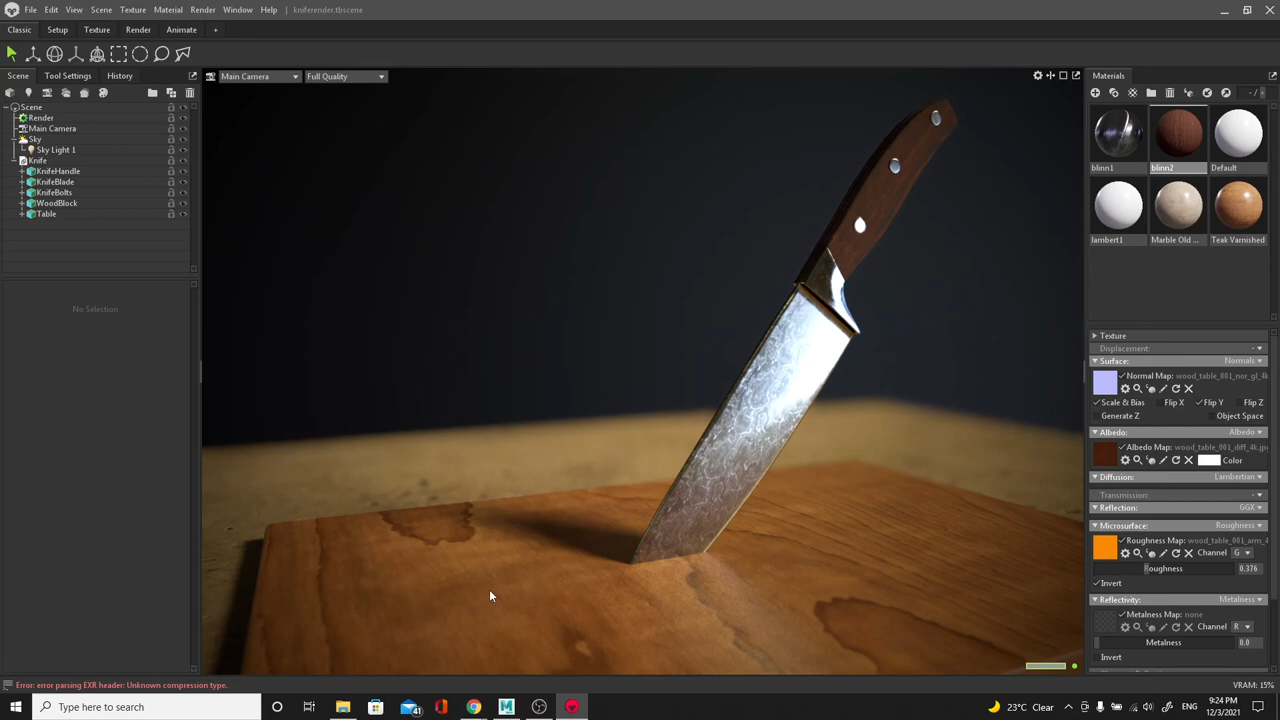 File Edit View Scene Texture Material Render Window Help kniferender.tbscene
Classic Setup Texture Render Animate +
Scene Tool Settings History
Main Camera Full Quality
Materials
Scene
Render
Main Camera
Sky
Sky Light 1
Knife
KnifeHandle
KnifeBlade
KnifeBolts
WoodBlock
Table
No Selection
- /
blinn1 blinn2 Default
lambert1 Marble Old ... Teak Varnished
Texture
Displacement: -
Surface: Normals
Normal Map: wood_table_001_nor_gl_4k
Scale & Bias Flip X Flip Y Flip Z
Generate Z Object Space
Albedo: Albedo
Albedo Map: wood_table_001_diff_4k.jpg
Color
Diffusion: Lambertian
Transmission: -
Reflection: GGX
Microsurface: Roughness
Roughness Map: wood_table_001_arm_4
Channel G
Roughness 0.376
Invert
Reflectivity: Metalness
Metalness Map: none
Channel R
Metalness 0.0
Invert
Error: error parsing EXR header: Unknown compression type.
VRAM: 15%
Type here to search
41
23°C Clear
ENG
9:24 PM
12/3/2021